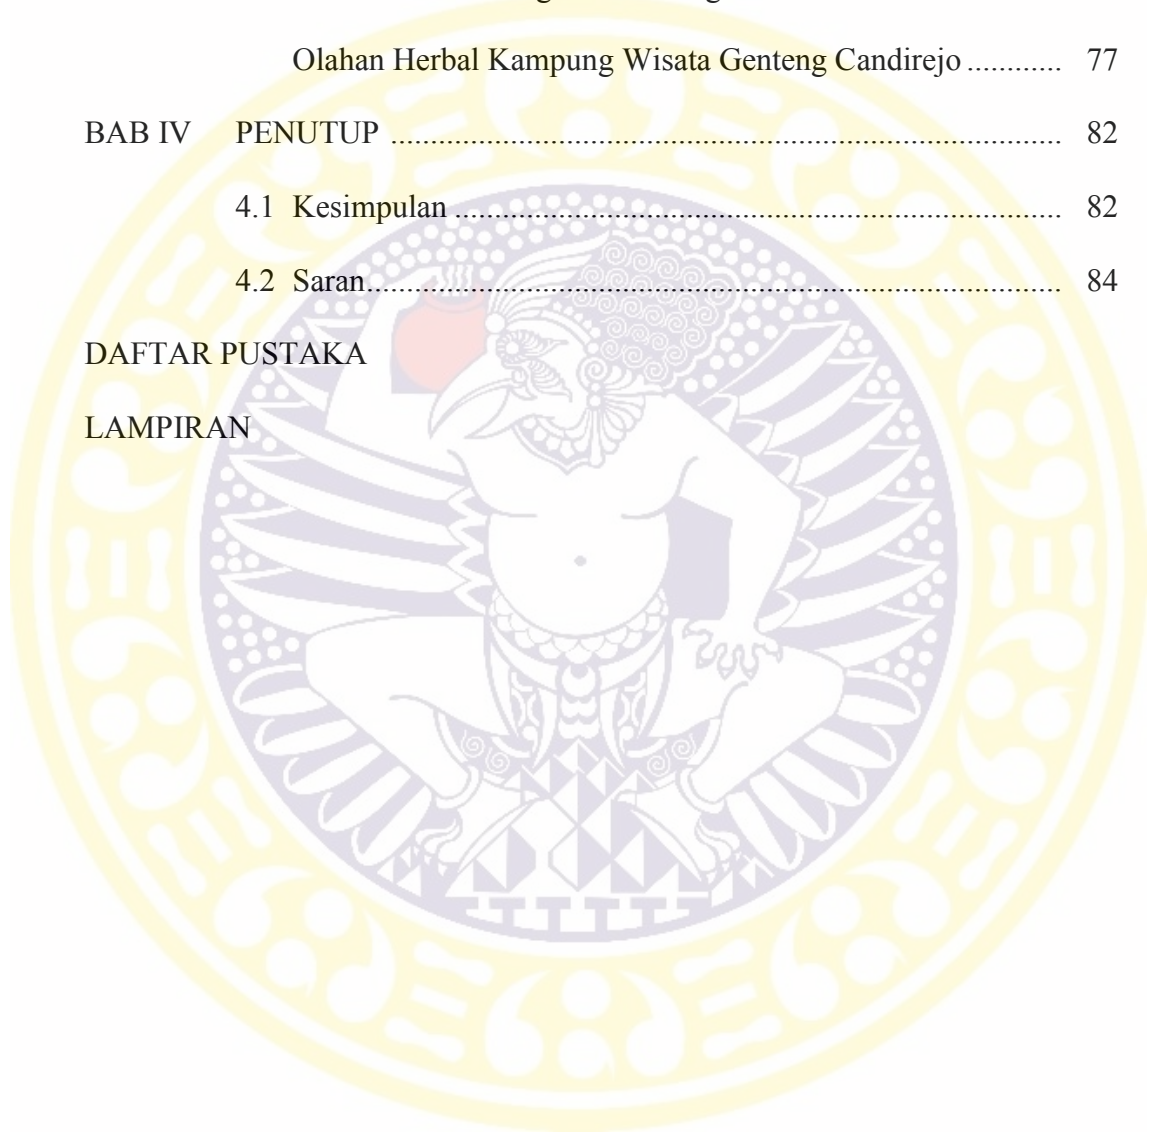 Olahan Herbal Kampung Wisata Genteng Candirejo ............ 77
BAB IV PENUTUP ....................................................................... 82
4.1 Kesimpulan ................................................................ 82
4.2 Saran.......................................................................... 84
DAFTAR PUSTAKA
LAMPIRAN